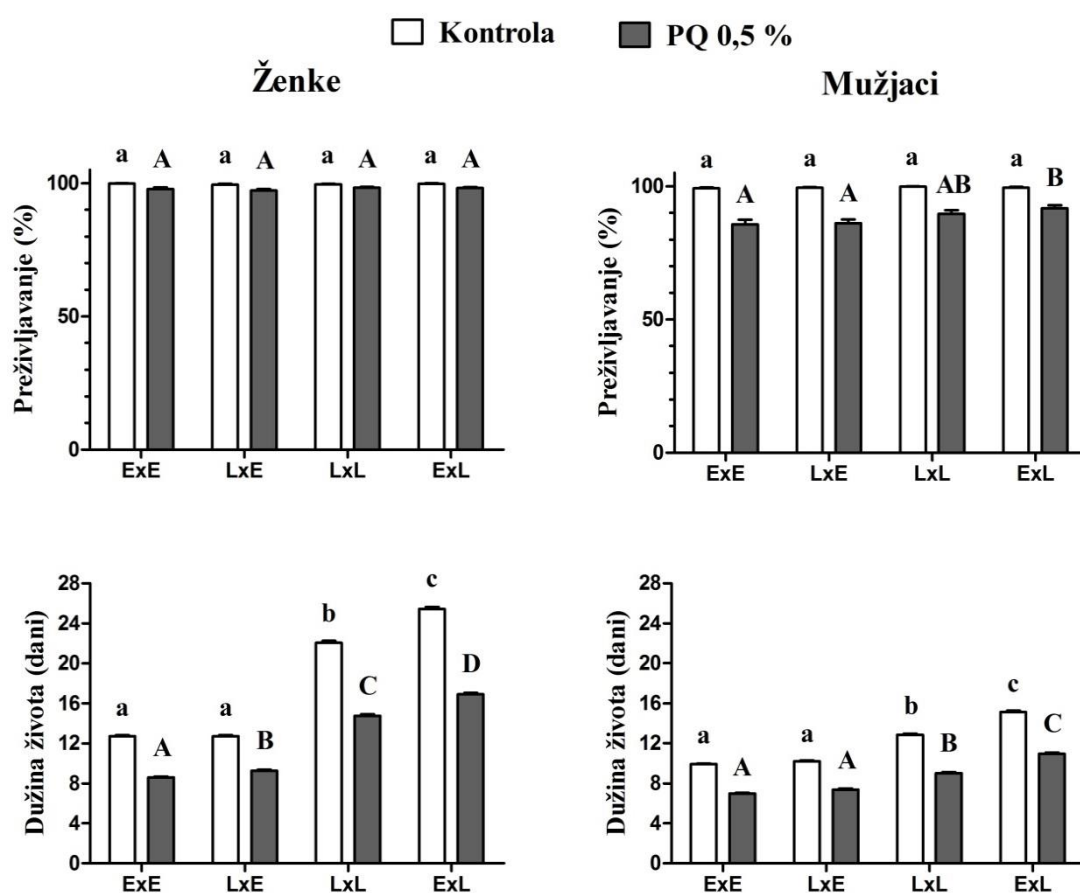 Kontrola PQ 0,5 %
Ženke
Mužjaci
a A a A a A a A
Preživljavanje (%)
100
50
0
ExE LxE LxL ExL
a A a A a AB a B
Preživljavanje (%)
100
50
0
ExE LxE LxL ExL
a A a B b C c D
Dužina života (dani)
28
24
20
16
12
8
4
0
ExE LxE LxL ExL
a A a A b B c C
Dužina života (dani)
28
24
20
16
12
8
4
0
ExE LxE LxL ExL